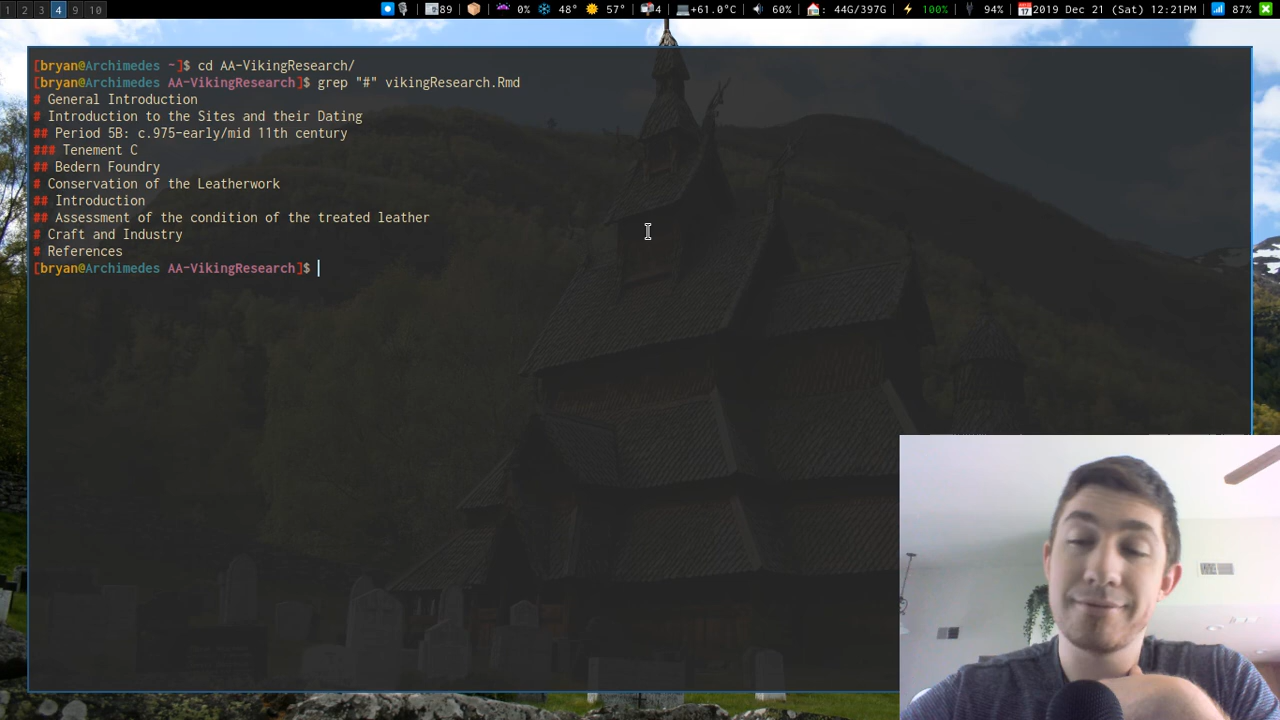 1 2 3 4 9 10 89 0% 48° 57° 4 +61.0°C 60% : 44G/397G 100% 94% 2019 Dec 21 (Sat) 12:21PM 87%
[bryan@Archimedes ~]$ cd AA-VikingResearch/
[bryan@Archimedes AA-VikingResearch]$ grep "#" vikingResearch.Rmd
# General Introduction
# Introduction to the Sites and their Dating
## Period 5B: c.975-early/mid 11th century
### Tenement C
## Bedern Foundry
# Conservation of the Leatherwork
## Introduction
## Assessment of the condition of the treated leather
# Craft and Industry
# References
[bryan@Archimedes AA-VikingResearch]$